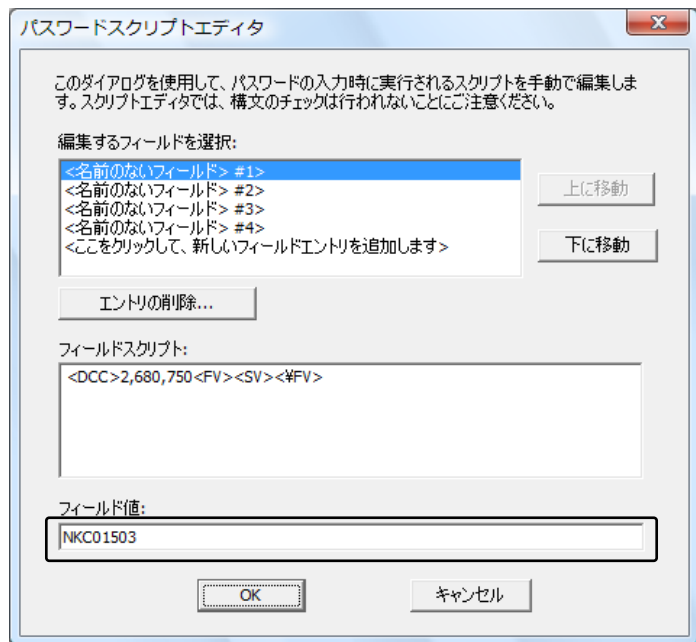 パスワードスクリプトエディタ
このダイアログを使用して、パスワードの入力時に実行されるスクリプトを手動で編集しま
す。スクリプトエディタでは、構文のチェックは行われないことにご注意ください。
編集するフィールドを選択:
<名前のないフィールド> #1>
<名前のないフィールド> #2>
<名前のないフィールド> #3>
<名前のないフィールド> #4>
<ここをクリックして、新しいフィールドエントリを追加します>
上に移動
下に移動
エントリの削除...
フィールドスクリプト:
<DCC>2,680,750<FV><SV><¥FV>
フィールド値:
NKC01503
OK
キャンセル